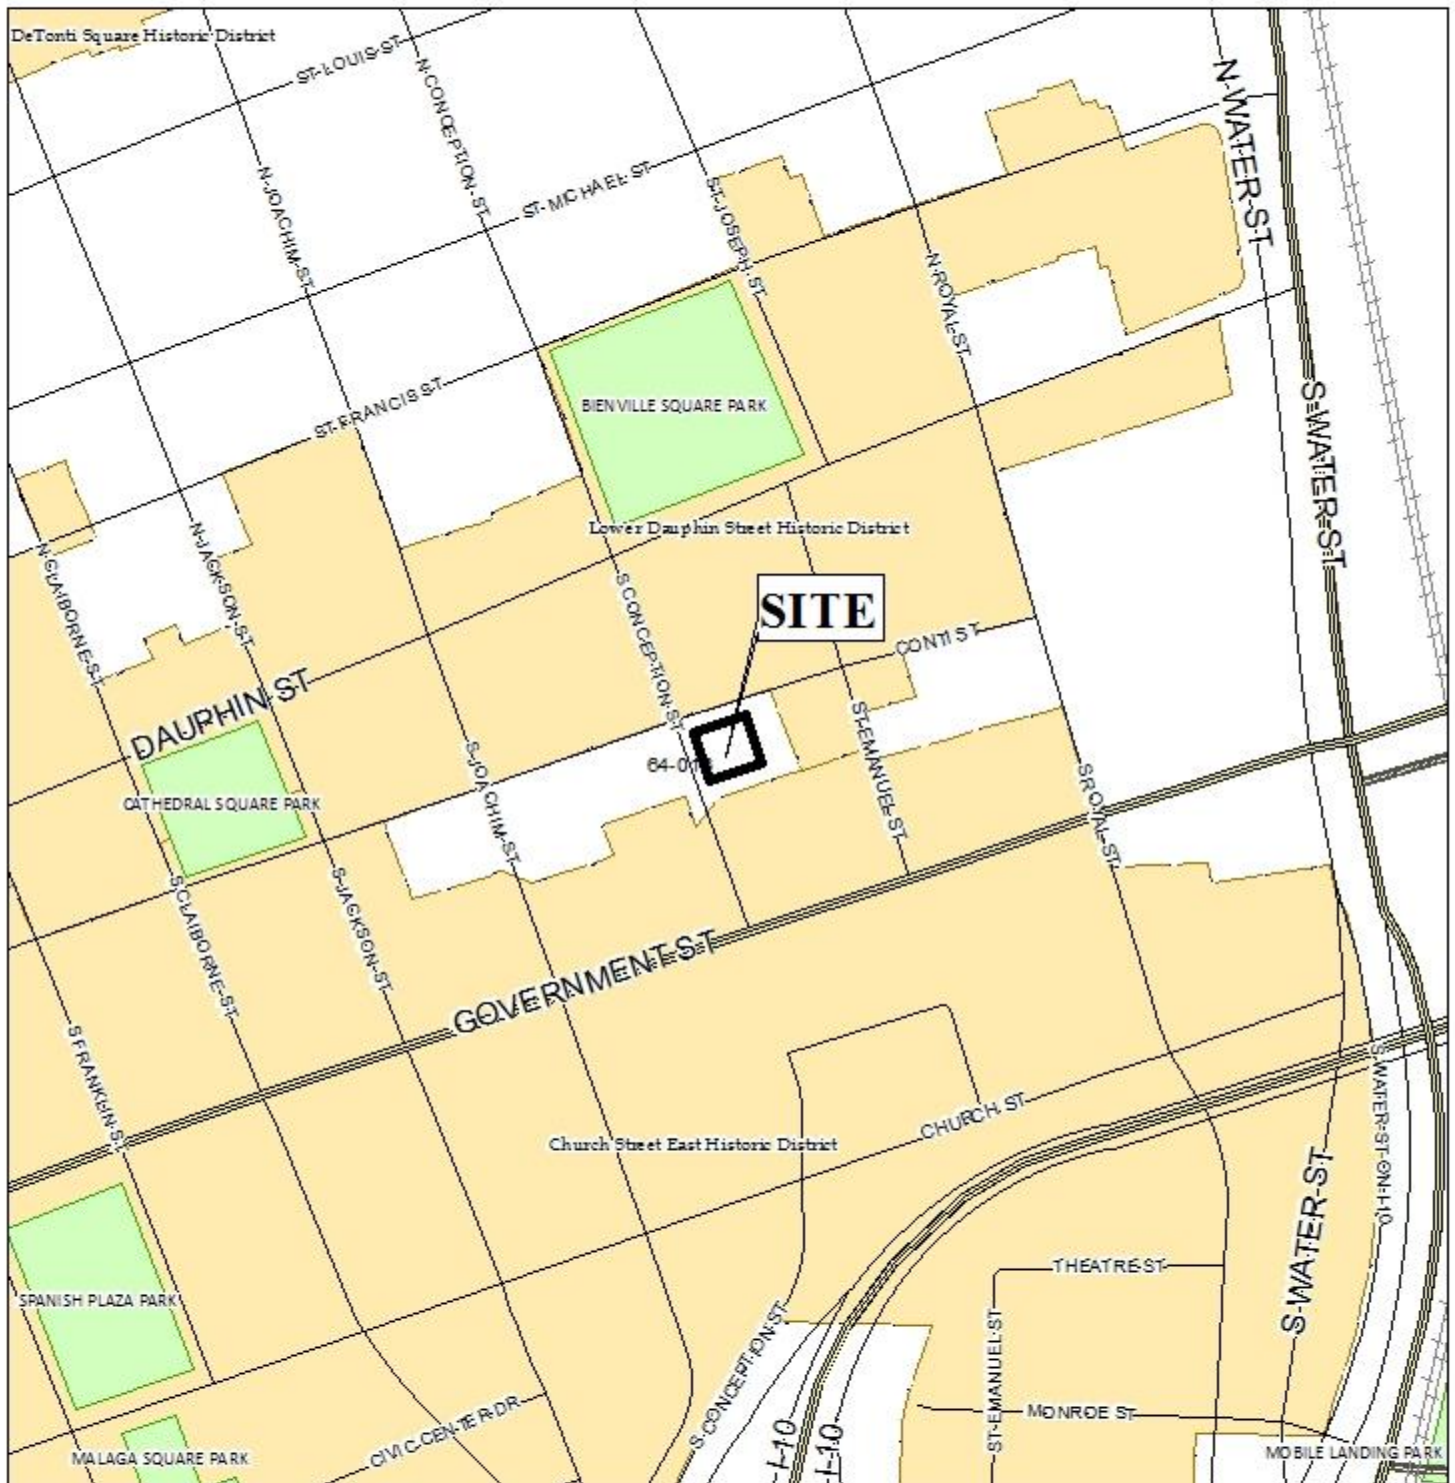 DeTonti Square Historic District
ST LOUIS ST
N CONCEPTION ST
N WATER ST
N JOACHIM ST
ST MICHAEL ST
ST JOSEPH ST
N ROYAL ST
ST FRANCIS ST
BIENVILLE SQUARE PARK
S WATER ST
Lower Dauphin Street Historic District
N CLAIBORNE ST
N JACKSON ST
S CONCEPTION ST
SITE
CONTI ST
DAUPHIN ST
ST EMANUEL ST
S JOACHIM ST
CATHEDRAL SQUARE PARK
S ROYAL ST
S CLAIBORNE ST
S JACKSON ST
GOVERNMENT ST
S FRANKLIN ST
CHURCH ST
Church Street East Historic District
S WATER ST ON I-10
S WATER ST
THEATRE ST
SPANISH PLAZA PARK
S CONCEPTION ST
ST EMANUEL ST
MONROE ST
CIVIC CENTER DR
I-10
I-10
MALAGA SQUARE PARK
MOBILE LANDING PARK